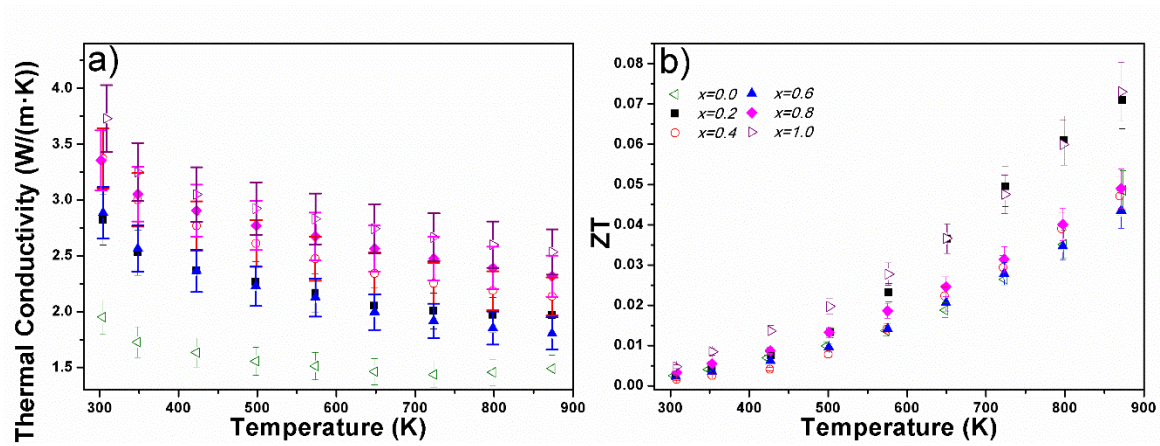 a)
Thermal Conductivity (W/(m·K))
4.0
3.5
3.0
2.5
2.0
1.5
300 400 500 600 700 800 900
Temperature (K)
b)
ZT
0.08
0.07
0.06
0.05
0.04
0.03
0.02
0.01
0.00
x=0.0 x=0.6
x=0.2 x=0.8
x=0.4 x=1.0
300 400 500 600 700 800 900
Temperature (K)